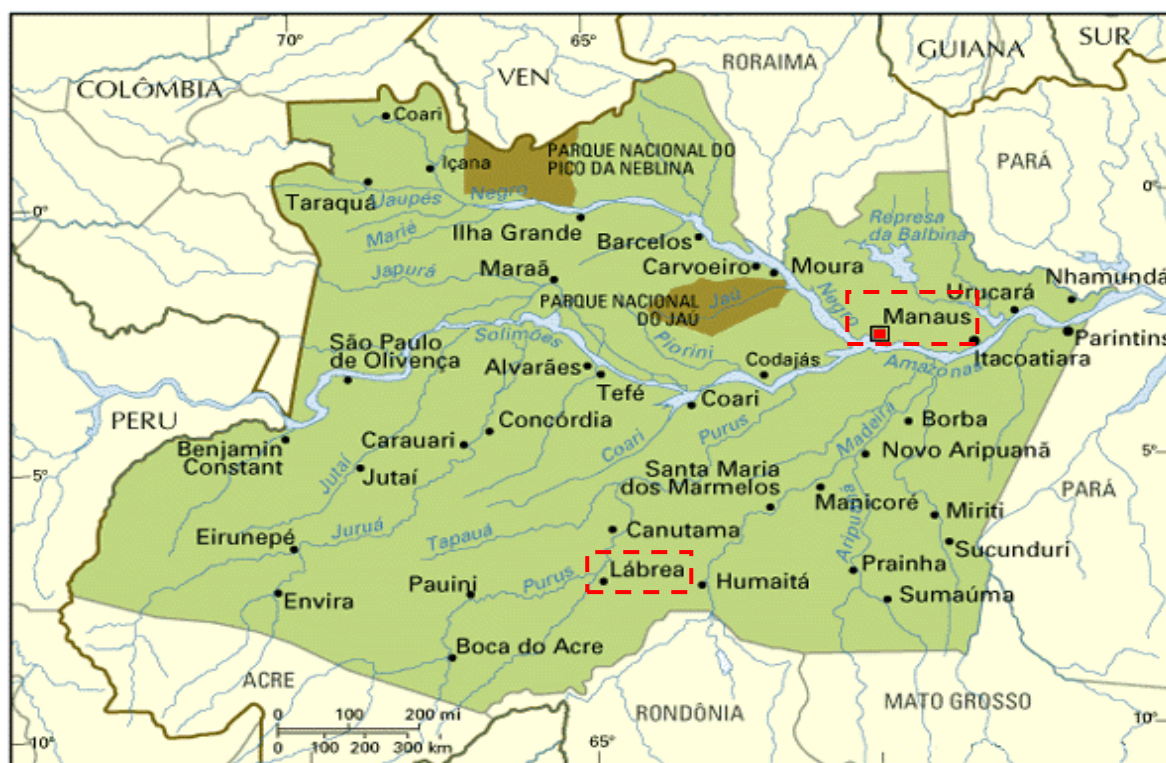 70°
65°
COLÔMBIA
VEN
RORAIMA
GUIANA
SUR
Coari
Içana
PARQUE NACIONAL DO
PICO DA NEBLINA
PARÁ
Taraquá
Uaupés
Negro
0°
Marié
Ilha Grande
Barcelos
Represa
da Balbina
Japurá
Maraã
Carvoeiro
Moura
Nhamundá
PARQUE NACIONAL
DO JAÚ
Jaú
Negro
Urucará
Manaus
São Paulo
de Olivença
Solimões
Piorini
Parintins
Itacoatiara
Amazonas
Alvarães
Tefé
Codajás
Coari
PERU
Benjamin
Constant
Carauari
Concórdia
Purus
Madeira
Borba
Novo Aripuanã
5°
Jutaí
Jutaí
Coari
Santa Maria
dos Marmelos
Manicoré
PARÁ
Eirunepé
Juruá
Tapauá
Canutama
Aripuana
Miriti
Sucunduri
Envira
Pauini
Purus
Lábrea
Humaitá
Prainha
Sumaúma
Boca do Acre
ACRE
RONDÔNIA
MATO GROSSO
0 100 200 mi
0 100 200 300 km
10°
65°
10°